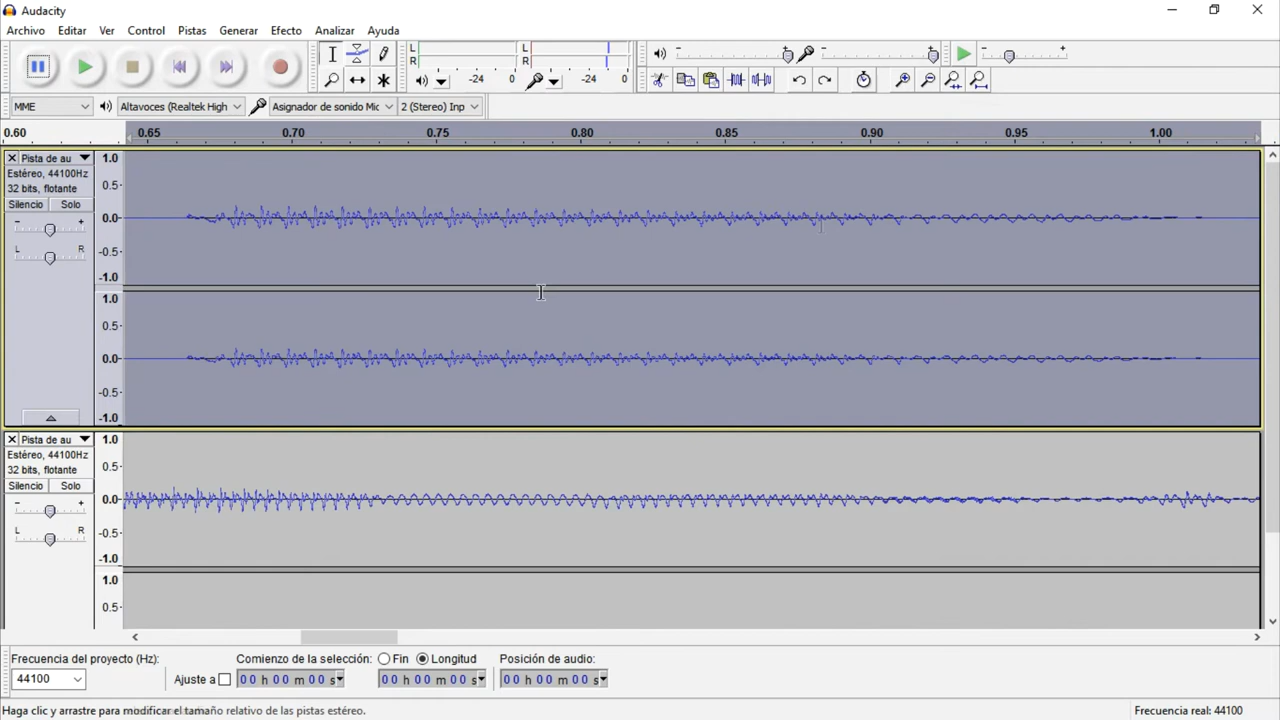 Audacity
Archivo Editar Ver Control Pistas Generar Efecto Analizar Ayuda
L
R
-24 0
L
R
-24 0
- +
- +
- +
MME Altavoces (Realtek High Asignador de sonido Mic 2 (Stereo) Inp
0.60 0.65 0.70 0.75 0.80 0.85 0.90 0.95 1.00
Pista de au
Estéreo, 44100Hz
32 bits, flotante
Silencio Solo
- +
L R
1.0
0.5
0.0
-0.5
-1.0
1.0
0.5
0.0
-0.5
-1.0
Pista de au
Estéreo, 44100Hz
32 bits, flotante
Silencio Solo
- +
L R
1.0
0.5
0.0
-0.5
-1.0
1.0
0.5
Frecuencia del proyecto (Hz):
44100
Ajuste a
Comienzo de la selección: Fin Longitud
00 h 00 m 00 s 00 h 00 m 00 s
Posición de audio:
00 h 00 m 00 s
Haga clic y arrastre para modificar el tamaño relativo de las pistas estéreo.
Frecuencia real: 44100